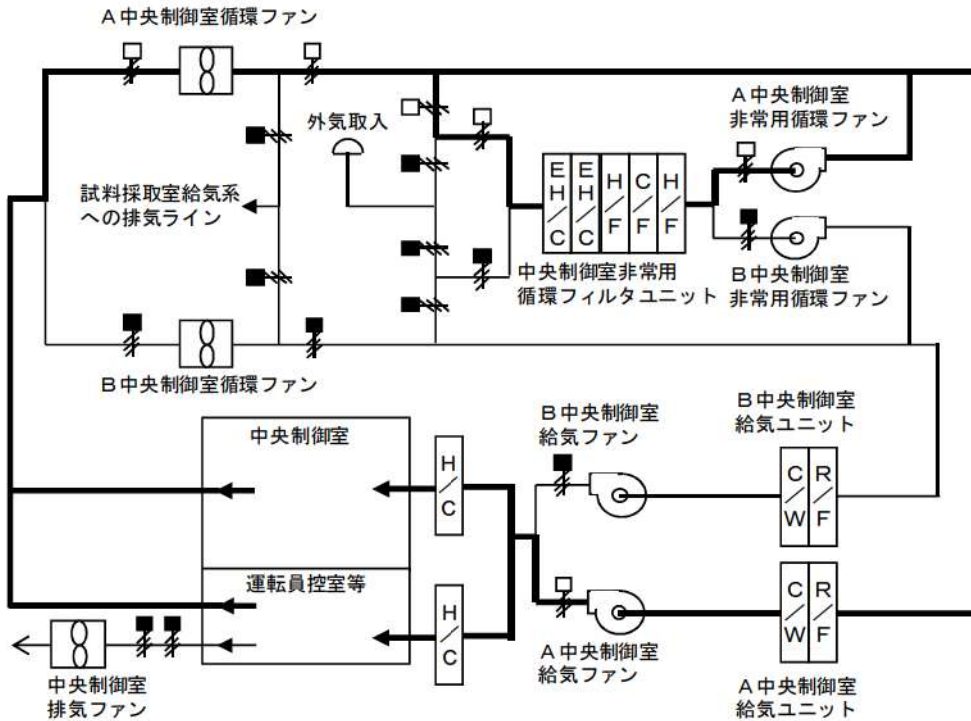 A中央制御室循環ファン
外気取入
A中央制御室
非常用循環ファン
試料採取室給気系
への排気ライン
EH/C
EH/C
H/F
C/F
H/F
中央制御室非常用
循環フィルタユニット
B中央制御室
非常用循環ファン
B中央制御室循環ファン
中央制御室
H/C
B中央制御室
給気ファン
B中央制御室
給気ユニット
C/W
R/F
運転員控室等
H/C
A中央制御室
給気ファン
C/W
R/F
A中央制御室
給気ユニット
中央制御室
排気ファン